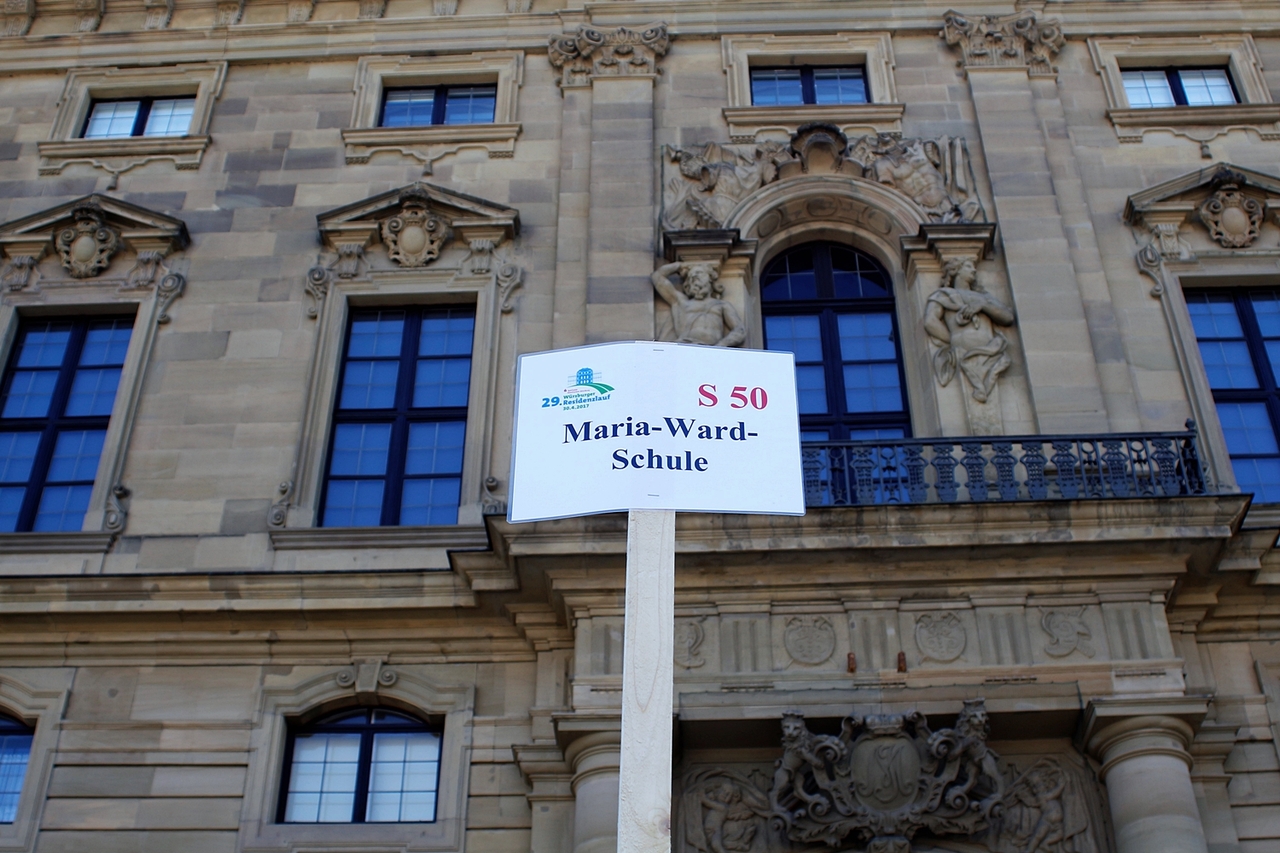 29. Würzburger
Residenzlauf
30.4.2017
S 50
Maria-Ward-
Schule